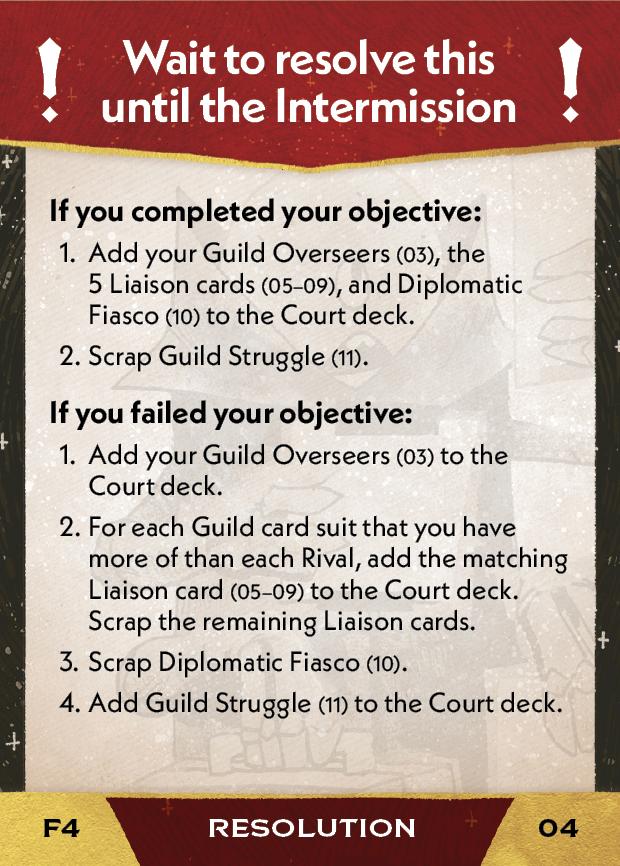 Wait to resolve this
until the Intermission
! !
If you completed your objective:
1. Add your Guild Overseers (03), the
5 Liaison cards (05–09), and Diplomatic
Fiasco (10) to the Court deck.
2. Scrap Guild Struggle (11).
If you failed your objective:
1. Add your Guild Overseers (03) to the
Court deck.
2. For each Guild card suit that you have
more of than each Rival, add the matching
Liaison card (05–09) to the Court deck.
Scrap the remaining Liaison cards.
3. Scrap Diplomatic Fiasco (10).
4. Add Guild Struggle (11) to the Court deck.
F4 RESOLUTION 04